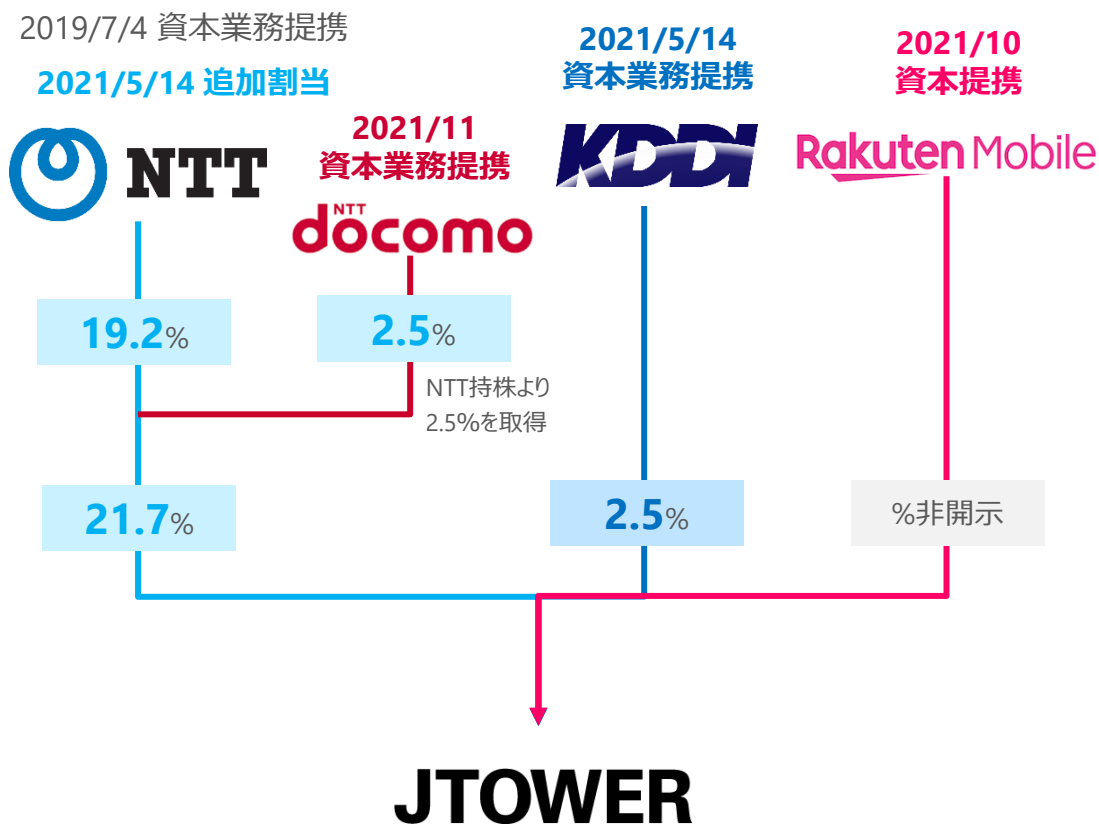 2019/7/4 資本業務提携
2021/5/14 追加割当
NTT
19.2%
2021/11
資本業務提携
NTT
docomo
2.5%
NTT持株より
2.5%を取得
21.7%
2021/5/14
資本業務提携
KDDI
2.5%
2021/10
資本提携
Rakuten Mobile
%非開示
JTOWER